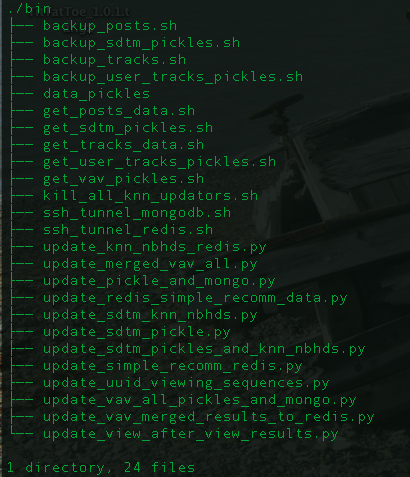 ./bin
├── backup_posts.sh
├── backup_sdtm_pickles.sh
├── backup_tracks.sh
├── backup_user_tracks_pickles.sh
├── data_pickles
├── get_posts_data.sh
├── get_sdtm_pickles.sh
├── get_tracks_data.sh
├── get_user_tracks_pickles.sh
├── get_vav_pickles.sh
├── kill_all_knn_updators.sh
├── ssh_tunnel_mongodb.sh
├── ssh_tunnel_redis.sh
├── update_knn_nbhds_redis.py
├── update_merged_vav_all.py
├── update_pickle_and_mongo.py
├── update_redis_simple_recomm_data.py
├── update_sdtm_knn_nbhds.py
├── update_sdtm_pickle.py
├── update_sdtm_pickles_and_knn_nbhds.py
├── update_simple_recomm_redis.py
├── update_uuid_viewing_sequences.py
├── update_vav_all_pickles_and_mongo.py
├── update_vav_merged_results_to_redis.py
└── update_view_after_view_results.py

1 directory, 24 files